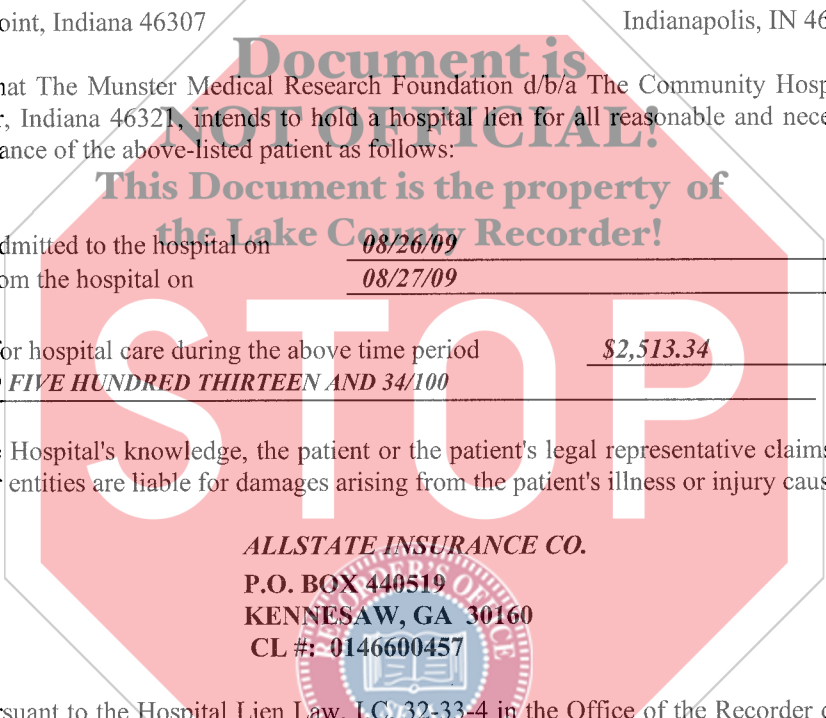 oint, Indiana 46307 Indianapolis, IN 46
Document is
at The Munster Medical Research Foundation d/b/a The Community Hosp
, Indiana 46321, intends to hold a hospital lien for all reasonable and nece
NOT OFFICIAL!
ance of the above-listed patient as follows:
This Document is the property of
the Lake County Recorder!
dmitted to the hospital on 08/26/09
om the hospital on 08/27/09
STOP
or hospital care during the above time period $2,513.34
FIVE HUNDRED THIRTEEN AND 34/100
Hospital's knowledge, the patient or the patient's legal representative claims
entities are liable for damages arising from the patient's illness or injury caus
ALLSTATE INSURANCE CO.
P.O. BOX 440519
KENNESAW, GA 30160
CL #: 0146600457
RECORDER'S OFFICE
rsuant to the Hospital Lien Law, I.C. 32-33-4 in the Office of the Recorder